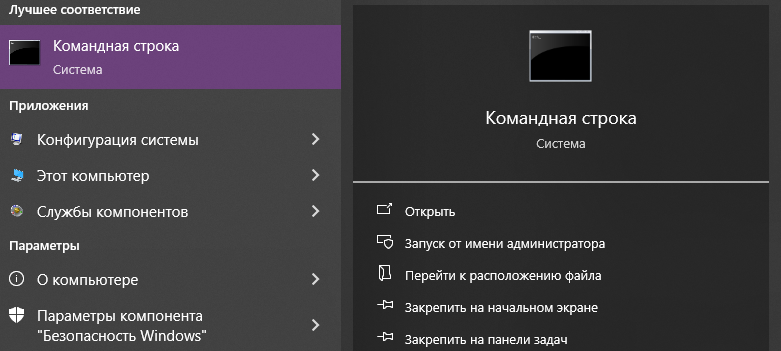 Лучшее соответствие
Командная строка
Система
Приложения
Конфигурация системы
Этот компьютер
Службы компонентов
Параметры
О компьютере
Параметры компонента
"Безопасность Windows"
Командная строка
Система
Открыть
Запуск от имени администратора
Перейти к расположению файла
Закрепить на начальном экране
Закрепить на панели задач